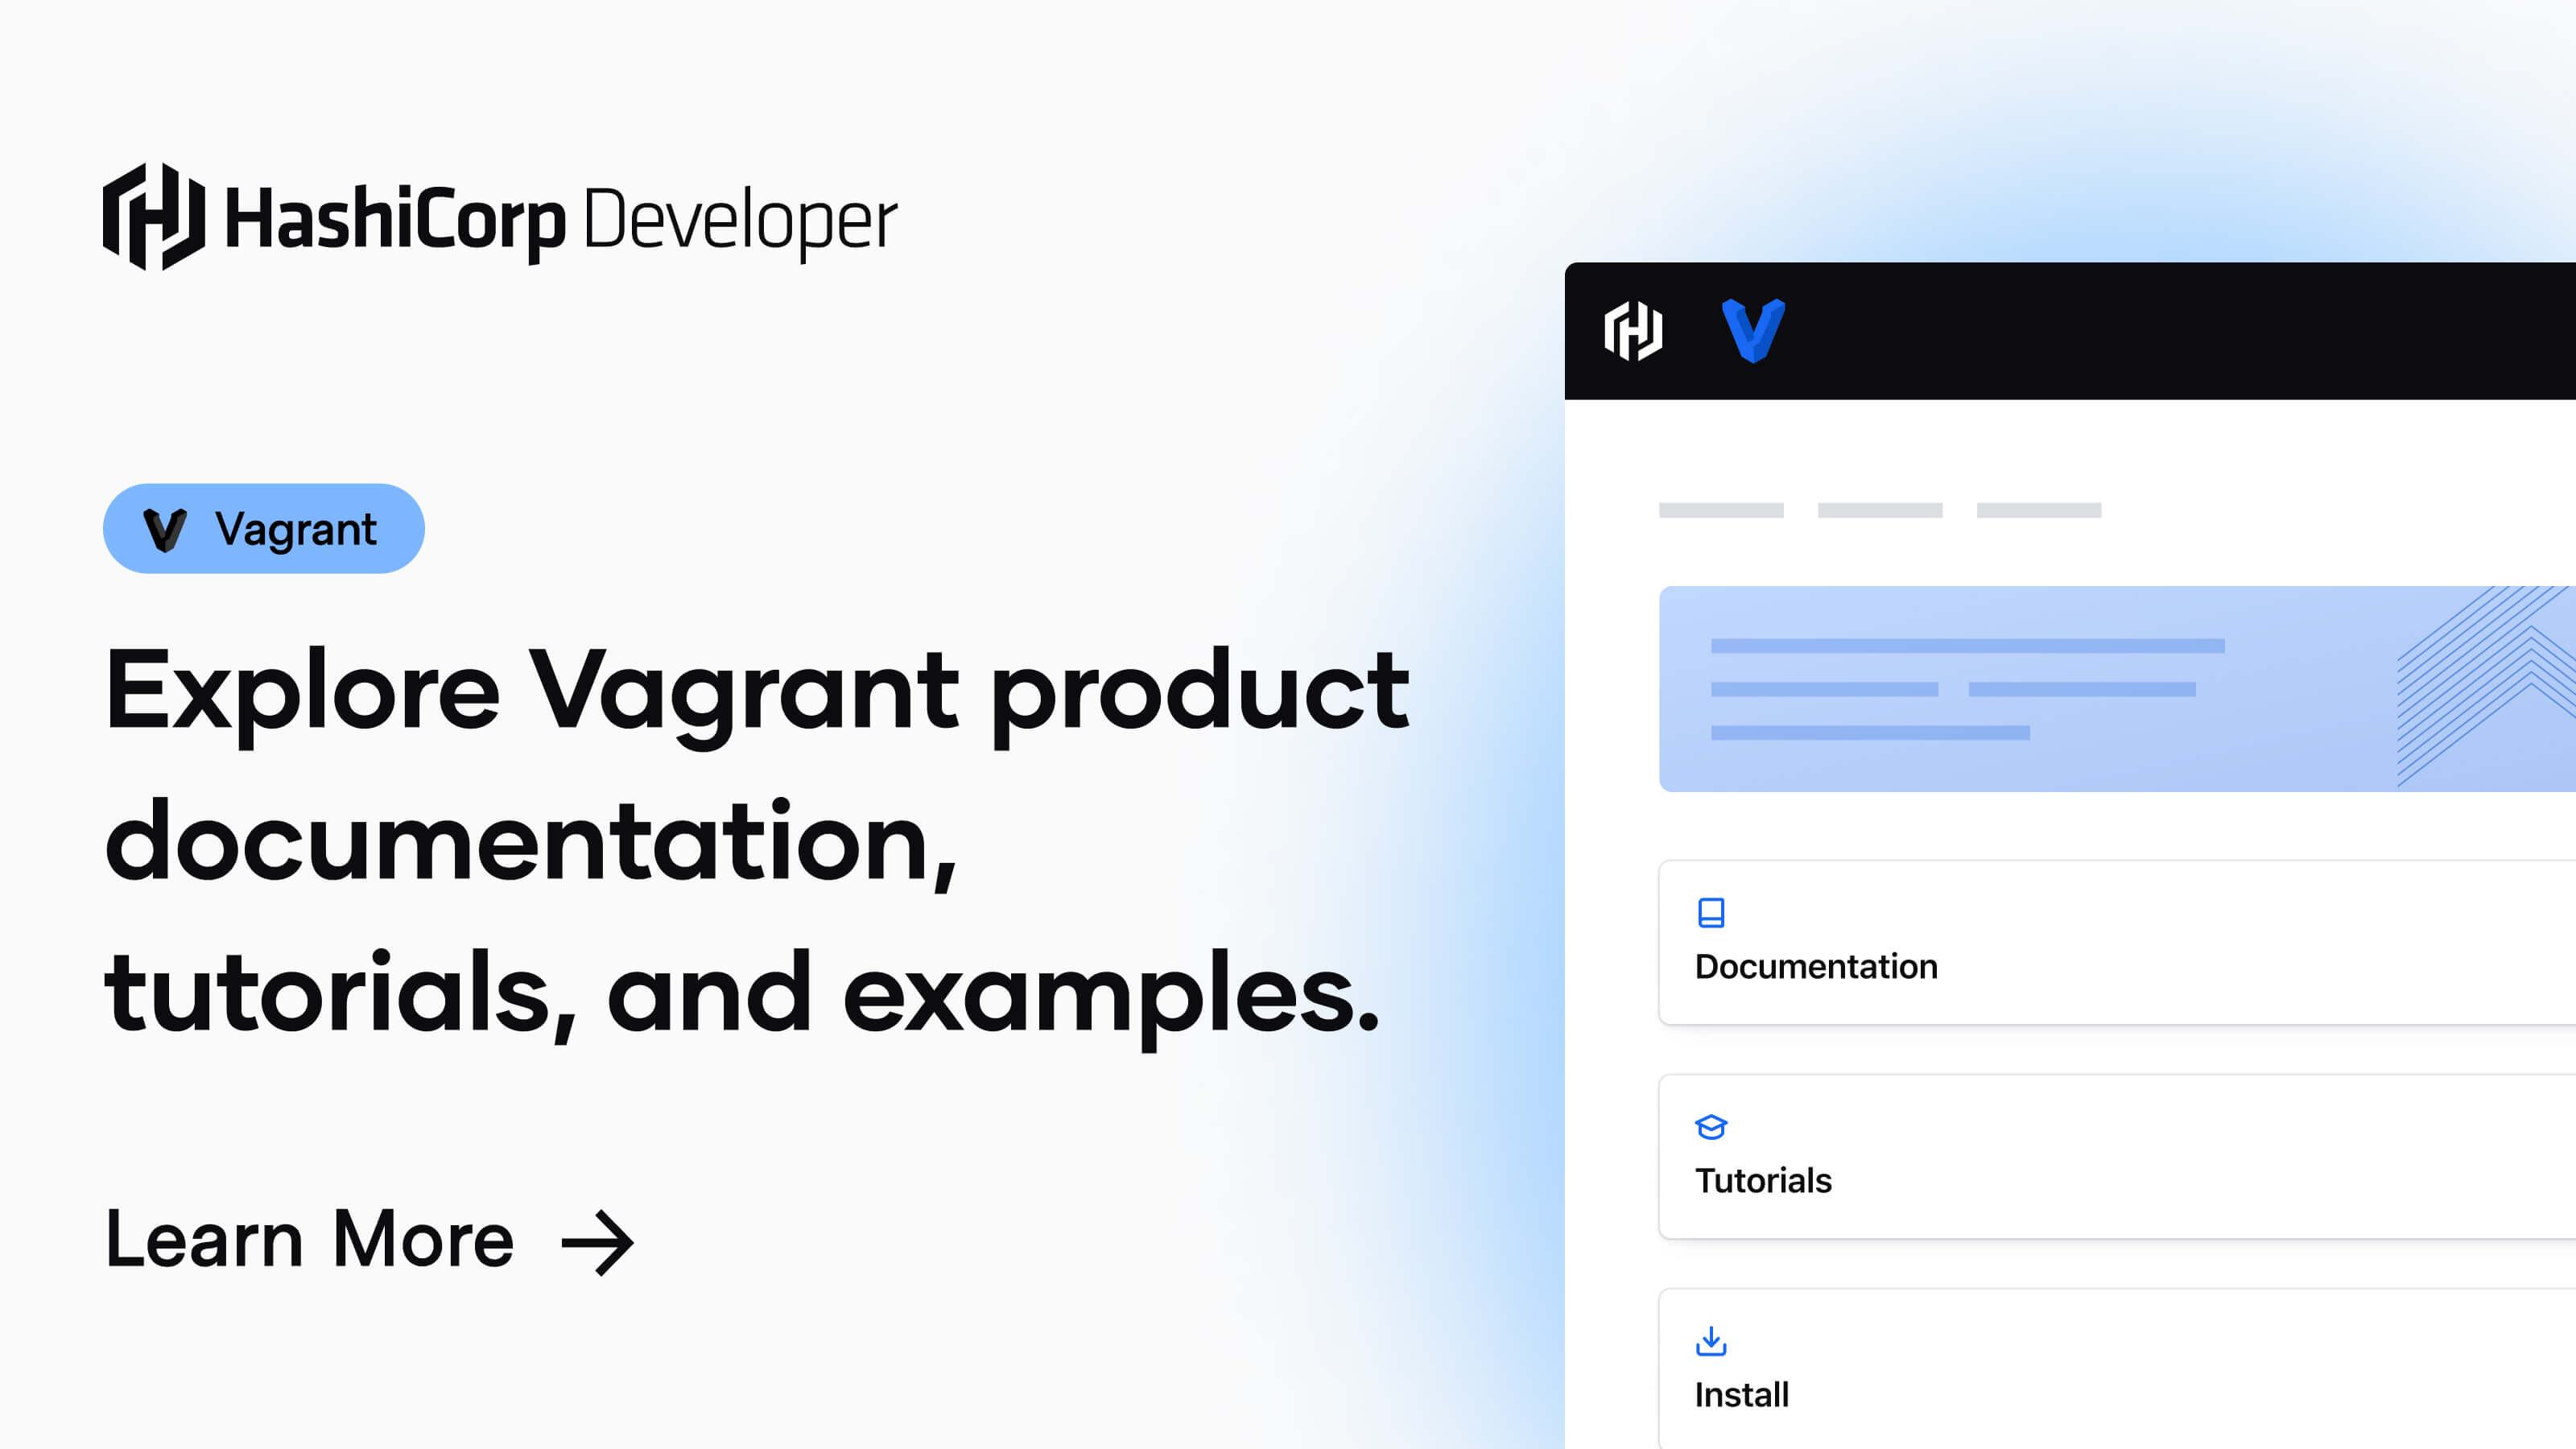 HashiCorp Developer
Vagrant
Explore Vagrant product
documentation,
tutorials, and examples.
Learn More
Documentation
Tutorials
Install